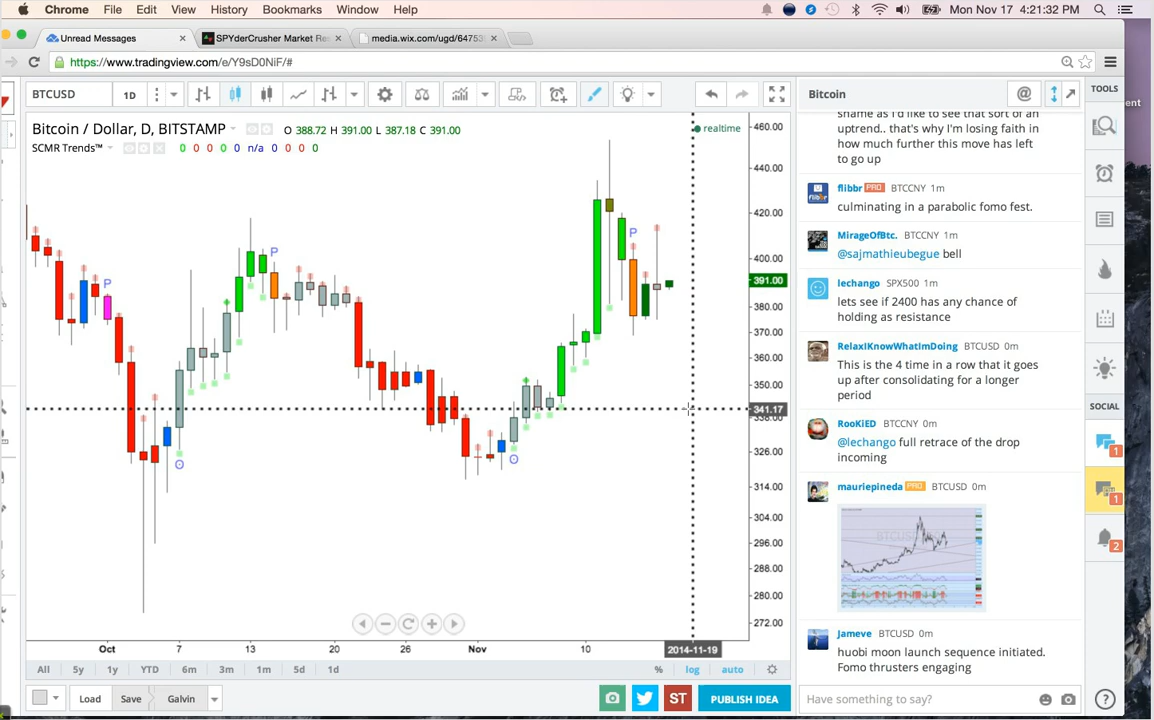 Chrome File Edit View History Bookmarks Window Help
Mon Nov 17 4:21:32 PM
Unread Messages
SPYderCrusher Market Re
media.wix.com/ugd/6475
https://www.tradingview.com/e/Y9sD0NiF/#
BTCUSD 1D
Bitcoin / Dollar, D, BITSTAMP O 388.72 H 391.00 L 387.18 C 391.00
realtime
SCMR Trends™ 0 0 0 0 0 n/a 0 0 0 0
P
P
O
O
460.00
440.00
420.00
400.00
391.00
380.00
370.00
360.00
350.00
341.17
338.00
326.00
314.00
304.00
296.00
288.00
280.00
272.00
Oct 7 13 20 26 Nov 10 2014-11-19
All 5y 1y YTD 6m 3m 1m 5d 1d % log auto
Load Save Galvin ST PUBLISH IDEA
Bitcoin
@
shame as I'd like to see that sort of an
uptrend.. that's why I'm losing faith in
how much further this move has left
to go up
flibbr PRO BTCCNY 1m
culminating in a parabolic fomo fest.
MirageOfBtc. BTCCNY 1m
@sajmathieubegue bell
lechango SPX500 1m
lets see if 2400 has any chance of
holding as resistance
RelaxIKnowWhatImDoing BTCUSD 0m
This is the 4 time in a row that it goes
up after consolidating for a longer
period
RooKiED BTCCNY 0m
@lechango full retrace of the drop
incoming
mauriepineda PRO BTCUSD 0m
Jameve BTCUSD 0m
huobi moon launch sequence initiated.
Fomo thrusters engaging
Have something to say?
TOOLS
SOCIAL
1
1
2
?
ent